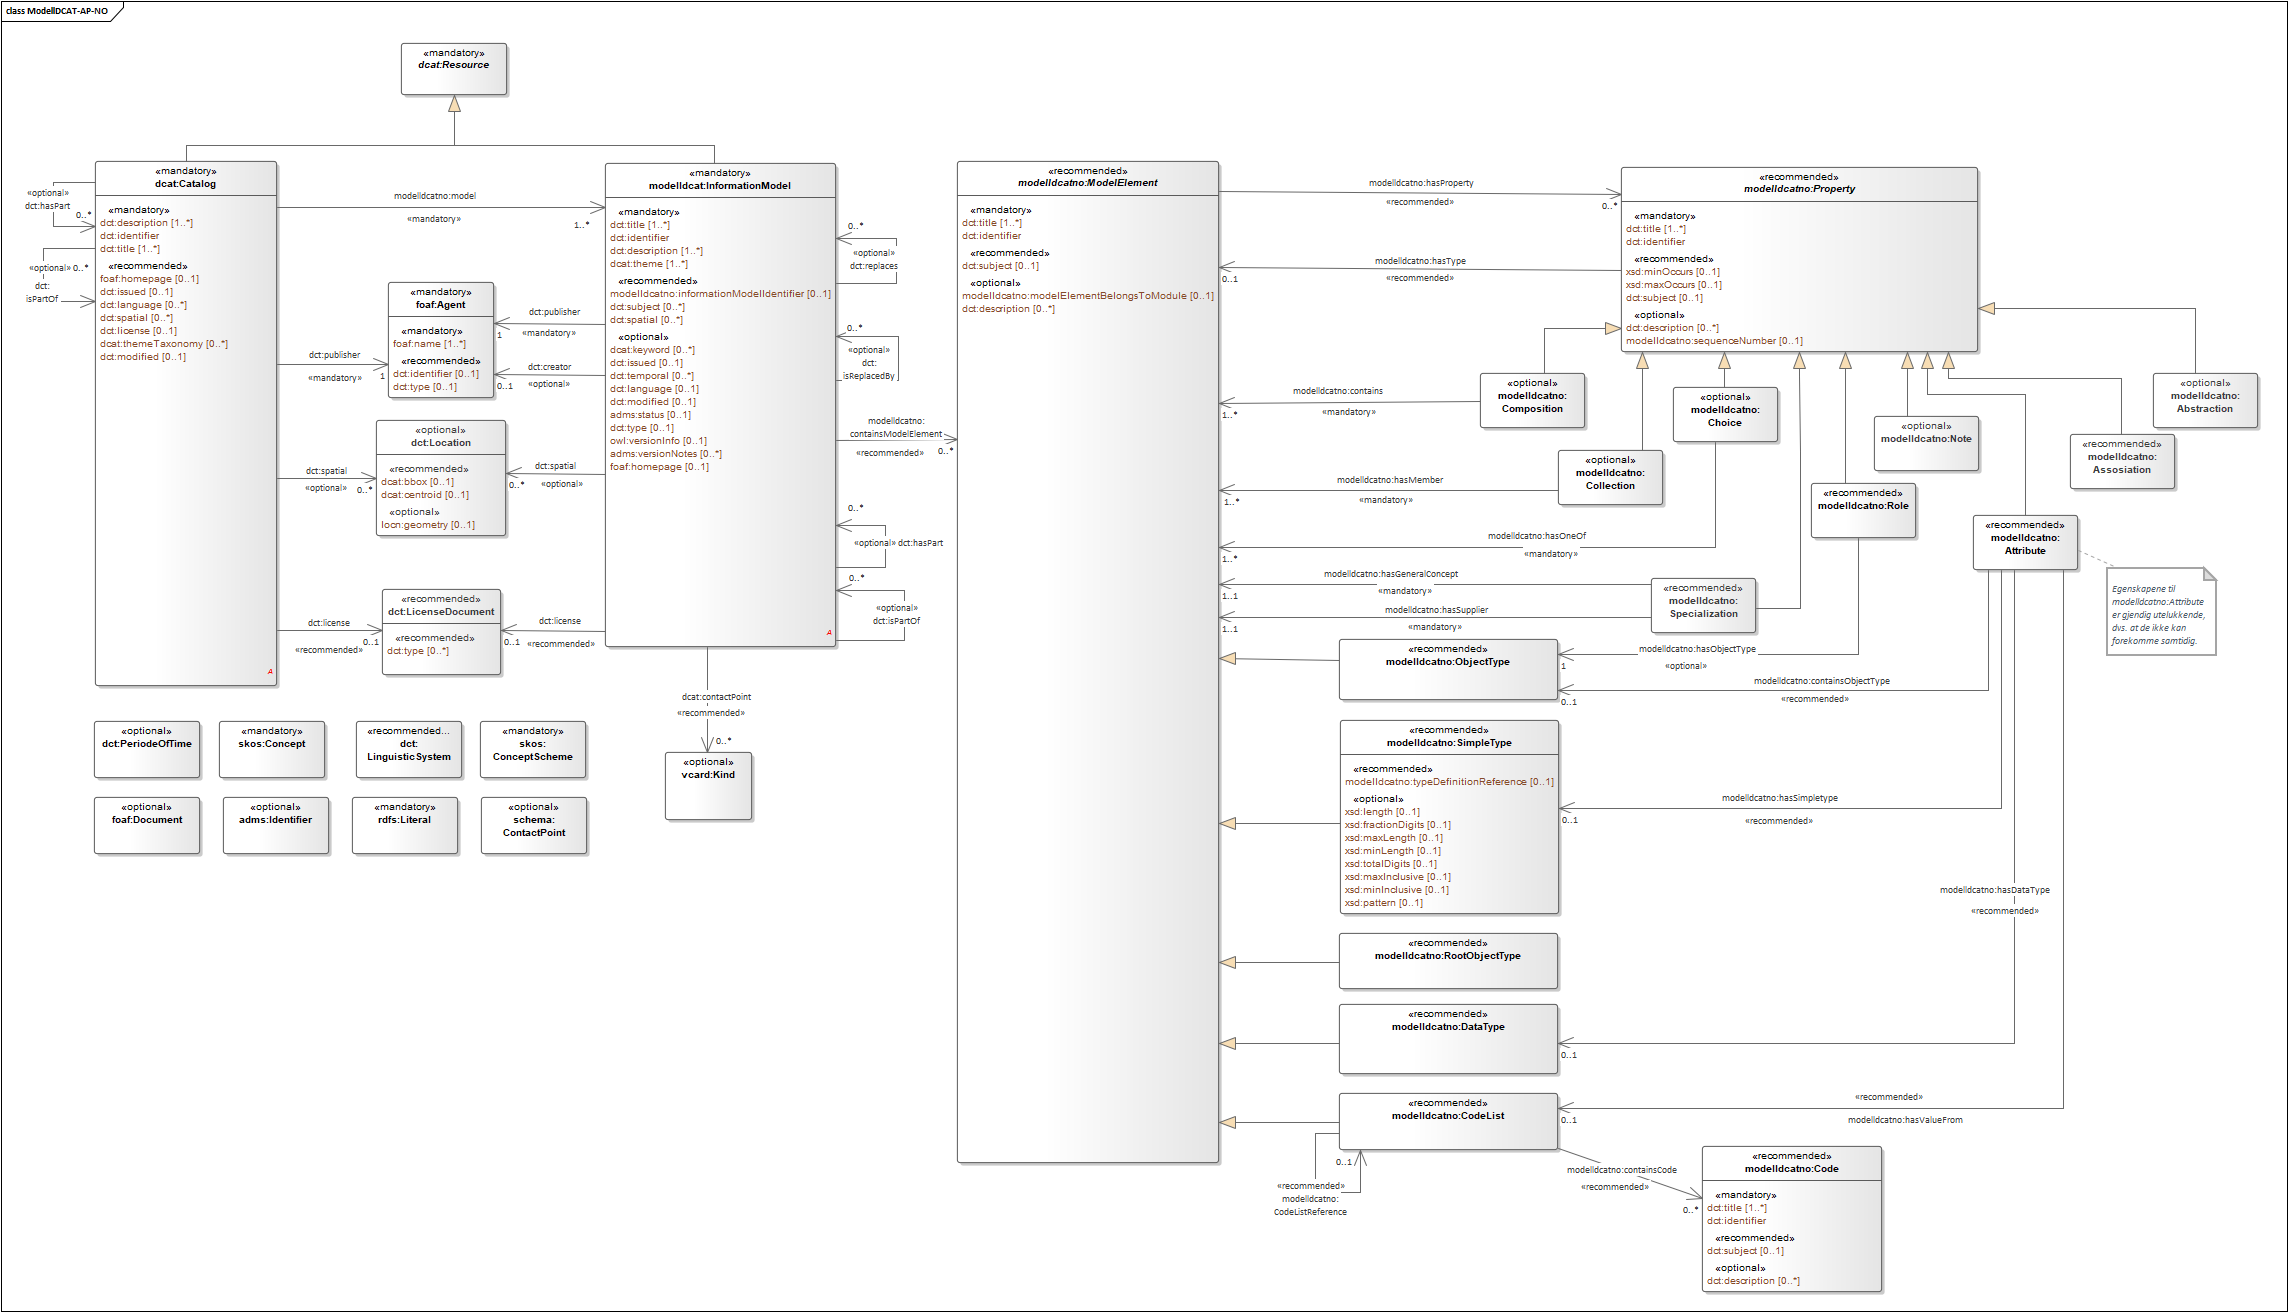 class ModellDCAT-AP-NO
«mandatory»
dcat:Resource
«mandatory»
dcat:Catalog
«mandatory»
dct:description [1..*]
dct:identifier
dct:title [1..*]
«recommended»
foaf:homepage [0..1]
dct:issued [0..1]
dct:language [0..*]
dct:spatial [0..*]
dct:license [0..1]
dcat:themeTaxonomy [0..*]
dct:modified [0..1]
A
«optional»
dct:hasPart
0..*
«optional»
0..*
dct:
isPartOf
modelldcatno:model
«mandatory»
1..*
dct:publisher
«mandatory»
1
dct:spatial
«optional»
0..*
dct:license
«recommended»
0..1
«mandatory»
foaf:Agent
«mandatory»
foaf:name [1..*]
«recommended»
dct:identifier [0..1]
dct:type [0..1]
«optional»
dct:Location
«recommended»
dcat:bbox [0..1]
dcat:centroid [0..1]
«optional»
locn:geometry [0..1]
«recommended»
dct:LicenseDocument
«recommended»
dct:type [0..*]
dct:publisher
1
«mandatory»
dct:creator
0..1
«optional»
dct:spatial
0..*
«optional»
dct:license
0..1
«recommended»
«mandatory»
modelldcat:InformationModel
«mandatory»
dct:title [1..*]
dct:identifier
dct:description [1..*]
dcat:theme [1..*]
«recommended»
modelldcatno:informationModelIdentifier [0..1]
dct:subject [0..*]
dct:spatial [0..*]
«optional»
dcat:keyword [0..*]
dct:issued [0..1]
dct:temporal [0..*]
dct:language [0..1]
dct:modified [0..1]
adms:status [0..1]
dct:type [0..1]
owl:versionInfo [0..1]
adms:versionNotes [0..*]
foaf:homepage [0..1]
A
0..*
«optional»
dct:replaces
0..*
«optional»
dct:
isReplacedBy
modelldcatno:
containsModelElement
«recommended»
0..*
0..*
«optional» dct:hasPart
0..*
«optional»
dct:isPartOf
dcat:contactPoint
«recommended»
0..*
«optional»
vcard:Kind
«optional»
dct:PeriodeOfTime
«mandatory»
skos:Concept
«recommended...
dct:
LinguisticSystem
«mandatory»
skos:
ConceptScheme
«optional»
foaf:Document
«optional»
adms:Identifier
«mandatory»
rdfs:Literal
«optional»
schema:
ContactPoint
«recommended»
modelldcatno:ModelElement
«mandatory»
dct:title [1..*]
dct:identifier
«recommended»
dct:subject [0..1]
«optional»
modelldcatno:modelElementBelongsToModule [0..1]
dct:description [0..*]
modelldcatno:hasProperty
«recommended»
0..*
modelldcatno:hasType
«recommended»
0..1
modelldcatno:contains
«mandatory»
1..*
modelldcatno:hasMember
«mandatory»
1..*
modelldcatno:hasOneOf
«mandatory»
1..*
modelldcatno:hasGeneralConcept
«mandatory»
1..1
modelldcatno:hasSupplier
«mandatory»
1..1
«recommended»
modelldcatno:Property
«mandatory»
dct:title [1..*]
dct:identifier
«recommended»
xsd:minOccurs [0..1]
xsd:maxOccurs [0..1]
dct:subject [0..1]
«optional»
dct:description [0..*]
modelldcatno:sequenceNumber [0..1]
«optional»
modelldcatno:
Composition
«optional»
modelldcatno:
Choice
«optional»
modelldcatno:
Collection
«optional»
modelldcatno:Note
«optional»
modelldcatno:
Abstraction
«recommended»
modelldcatno:
Assosiation
«recommended»
modelldcatno:Role
«recommended»
modelldcatno:
Attribute
«recommended»
modelldcatno:
Specialization
Egenskapene til
modelldcatno:Attribute
er gjendig utelukkende,
dvs. at de ikke kan
forekomme samtidig.
«recommended»
modelldcatno:ObjectType
modelldcatno:hasObjectType
1
«optional»
modelldcatno:containsObjectType
0..1
«recommended»
«recommended»
modelldcatno:SimpleType
«recommended»
modelldcatno:typeDefinitionReference [0..1]
«optional»
xsd:length [0..1]
xsd:fractionDigits [0..1]
xsd:maxLength [0..1]
xsd:minLength [0..1]
xsd:totalDigits [0..1]
xsd:maxInclusive [0..1]
xsd:minInclusive [0..1]
xsd:pattern [0..1]
modelldcatno:hasSimpletype
0..1
«recommended»
modelldcatno:hasDataType
«recommended»
«recommended»
modelldcatno:RootObjectType
«recommended»
modelldcatno:DataType
0..1
«recommended»
modelldcatno:CodeList
«recommended»
0..1
modelldcatno:hasValueFrom
0..1
«recommended»
modelldcatno:
CodeListReference
modelldcatno:containsCode
«recommended»
0..*
«recommended»
modelldcatno:Code
«mandatory»
dct:title [1..*]
dct:identifier
«recommended»
dct:subject [0..1]
«optional»
dct:description [0..*]